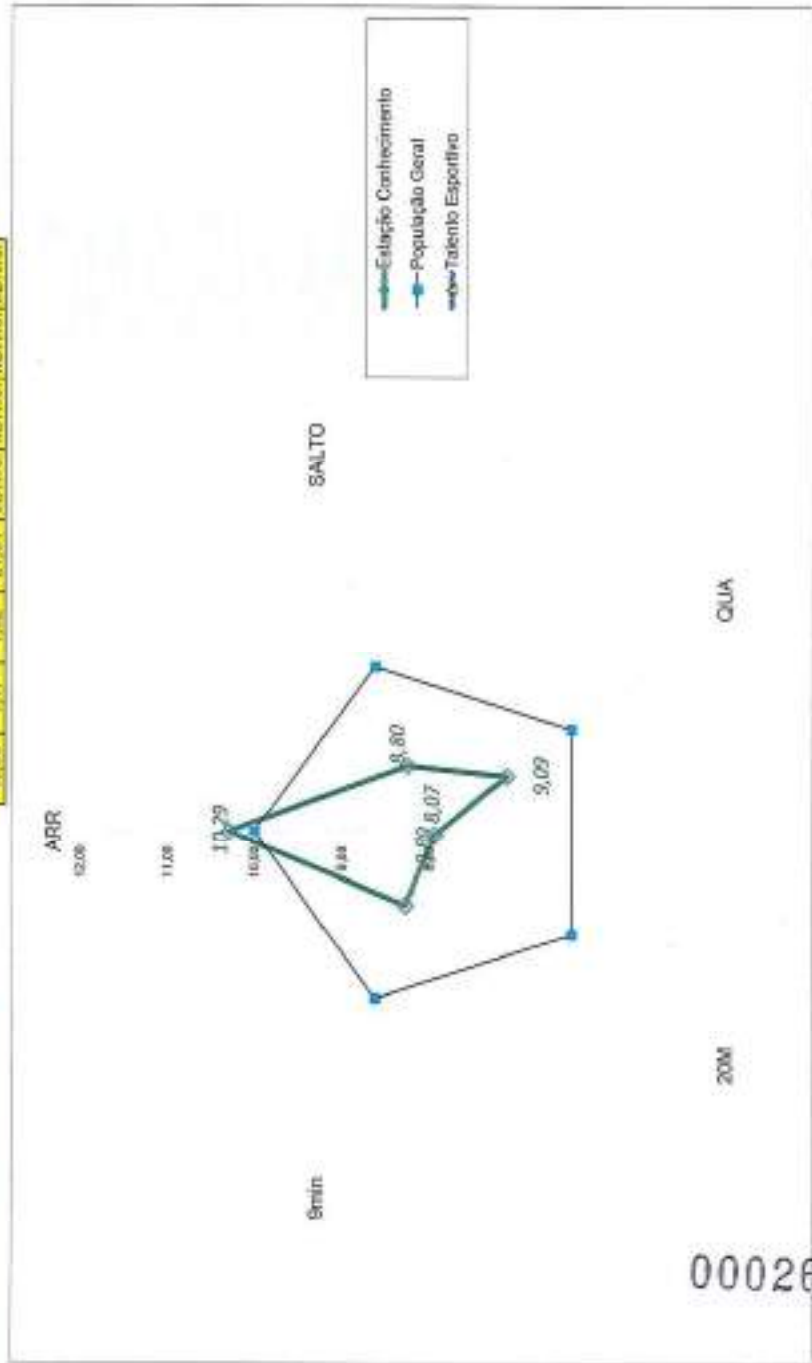 ARR
12,00
11,00
10,00
9,00
10,29
8,80
9,09
8,07
SALTO
QUA
20M
9min
Estação Conhecimento
População Geral
Talento Esportivo
00026